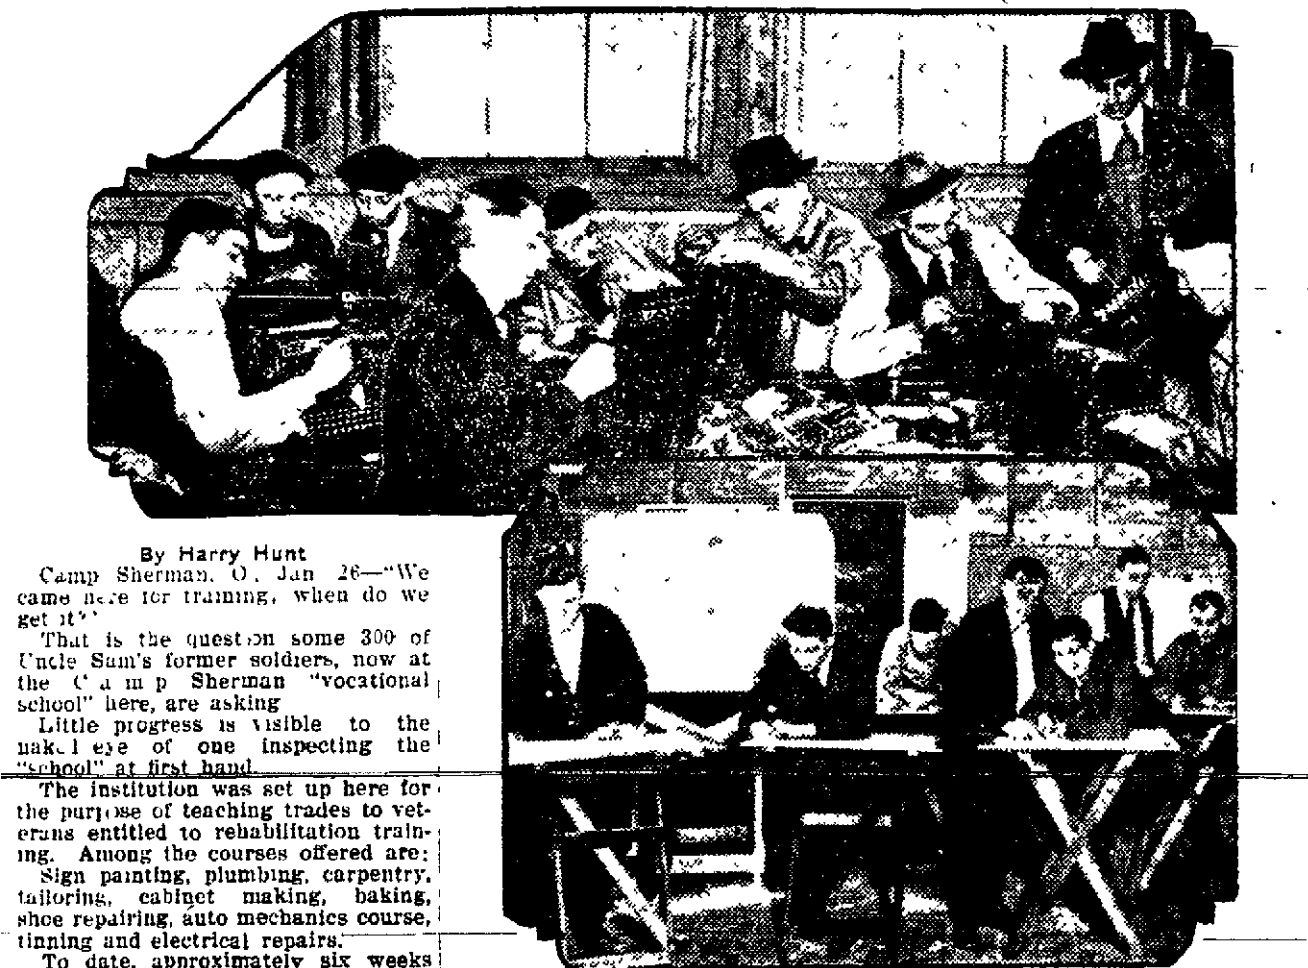 By Harry Hunt
Camp Sherman, O, Jan 26—"We
came here for training, when do we
get it"
That is the question some 300 of
Uncle Sam's former soldiers, now at
the Camp Sherman "vocational
school" here, are asking
Little progress is visible to the
naked eye of one inspecting the
"school" at first hand.
The institution was set up here for
the purpose of teaching trades to vet-
erans entitled to rehabilitation train-
ing. Among the courses offered are:
Sign painting, plumbing, carpentry,
tailoring, cabinet making, baking,
shoe repairing, auto mechanics course,
tinning and electrical repairs.
To date, approximately six weeks